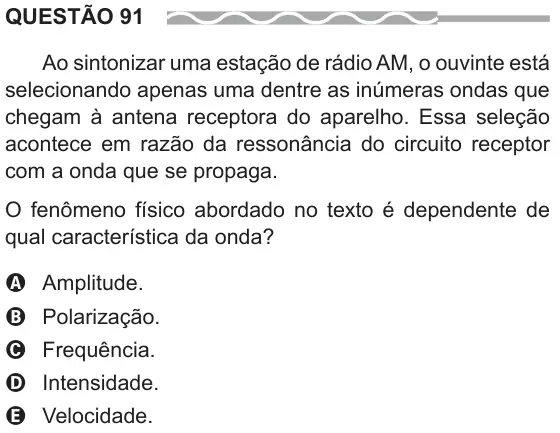 QUESTÃO 91
Ao sintonizar uma estação de rádio AM, o ouvinte está
selecionando apenas uma dentre as inúmeras ondas que
chegam à antena receptora do aparelho. Essa seleção
acontece em razão da ressonância do circuito receptor
com a onda que se propaga.
O fenômeno físico abordado no texto é dependente de
qual característica da onda?
A Amplitude.
B Polarização.
C Frequência.
D Intensidade.
E Velocidade.